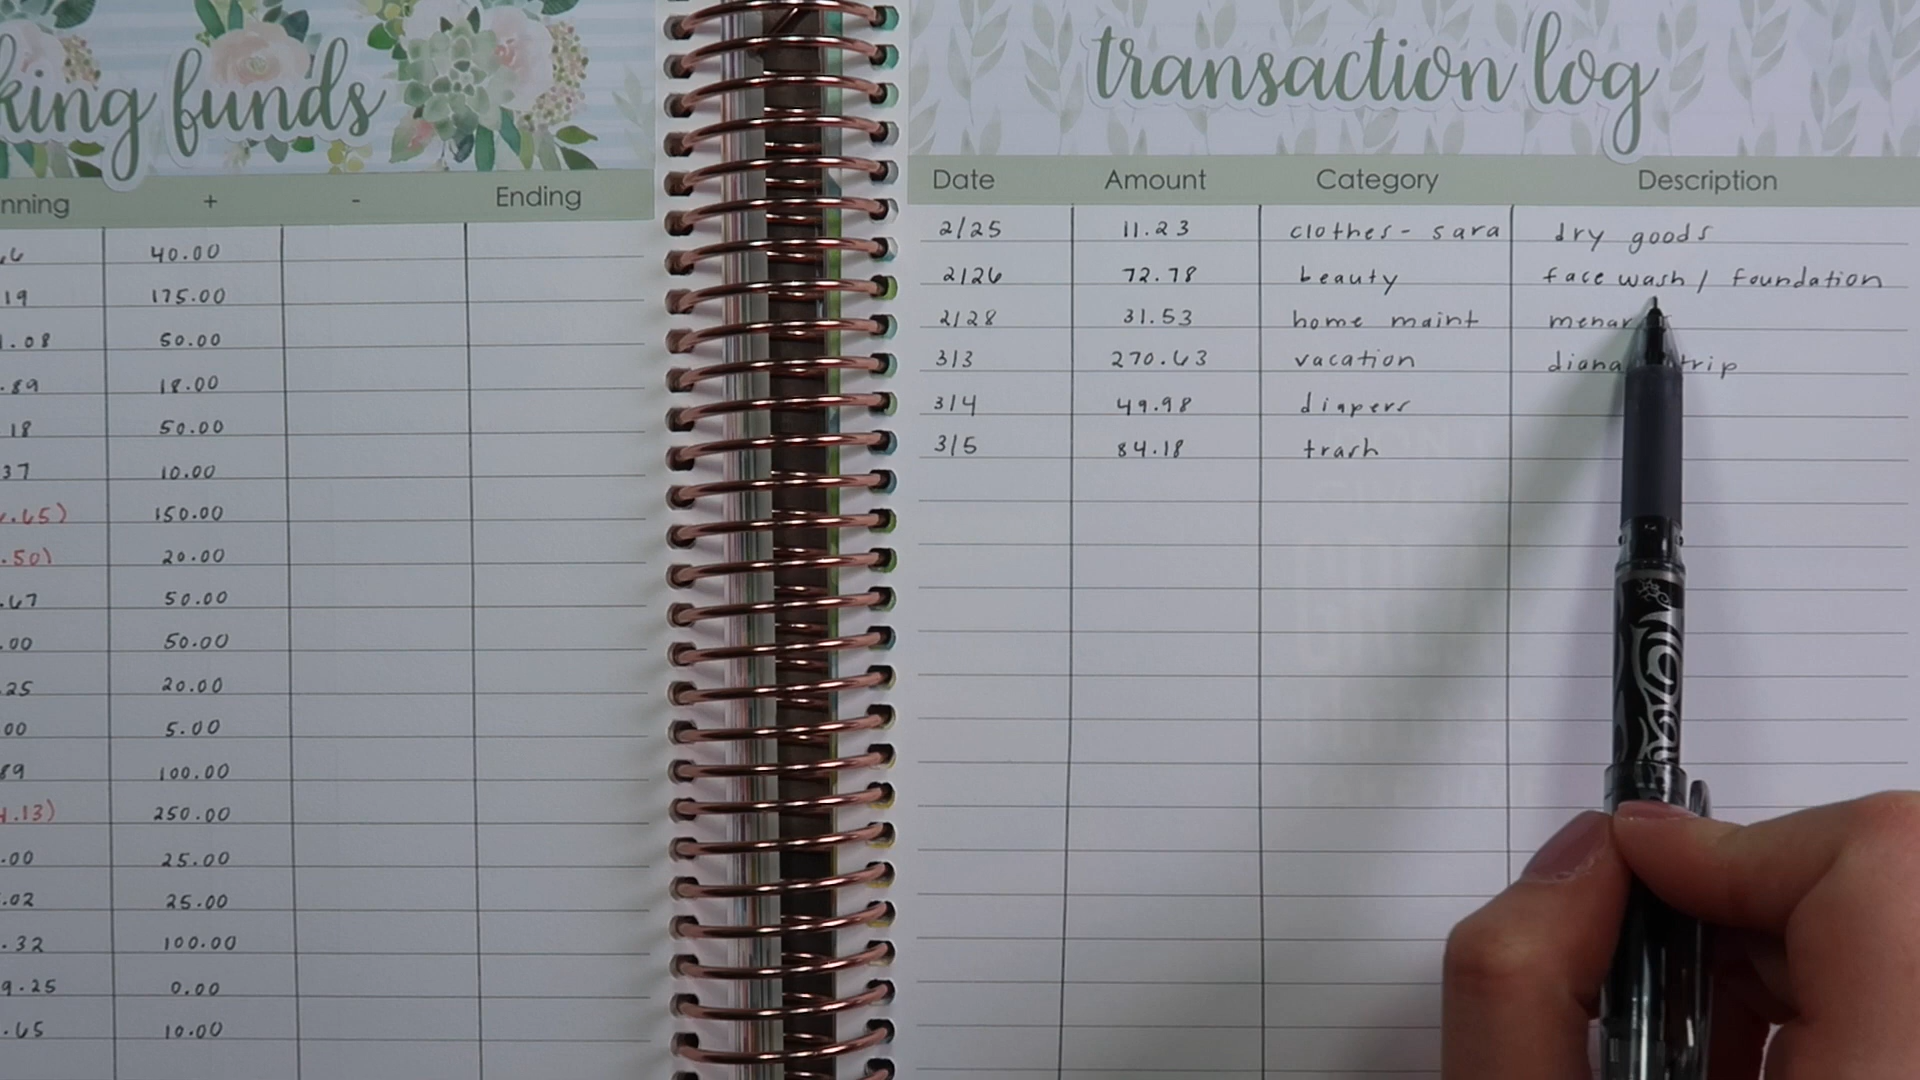 king funds
nning + - Ending
40.00
19 175.00
.08 50.00
.89 18.00
18 50.00
37 10.00
.65) 150.00
.50) 20.00
.67 50.00
.00 50.00
.25 20.00
00 5.00
89 100.00
.13) 250.00
.00 25.00
.02 25.00
.32 100.00
9.25 0.00
.65 10.00
transaction log
Date Amount Category Description
2/25 11.23 clothes - sara dry goods
2/26 72.78 beauty face wash / foundation
2/28 31.53 home maint menar
3/3 270.63 vacation diana trip
3/4 49.98 diapers
3/5 84.18 trash